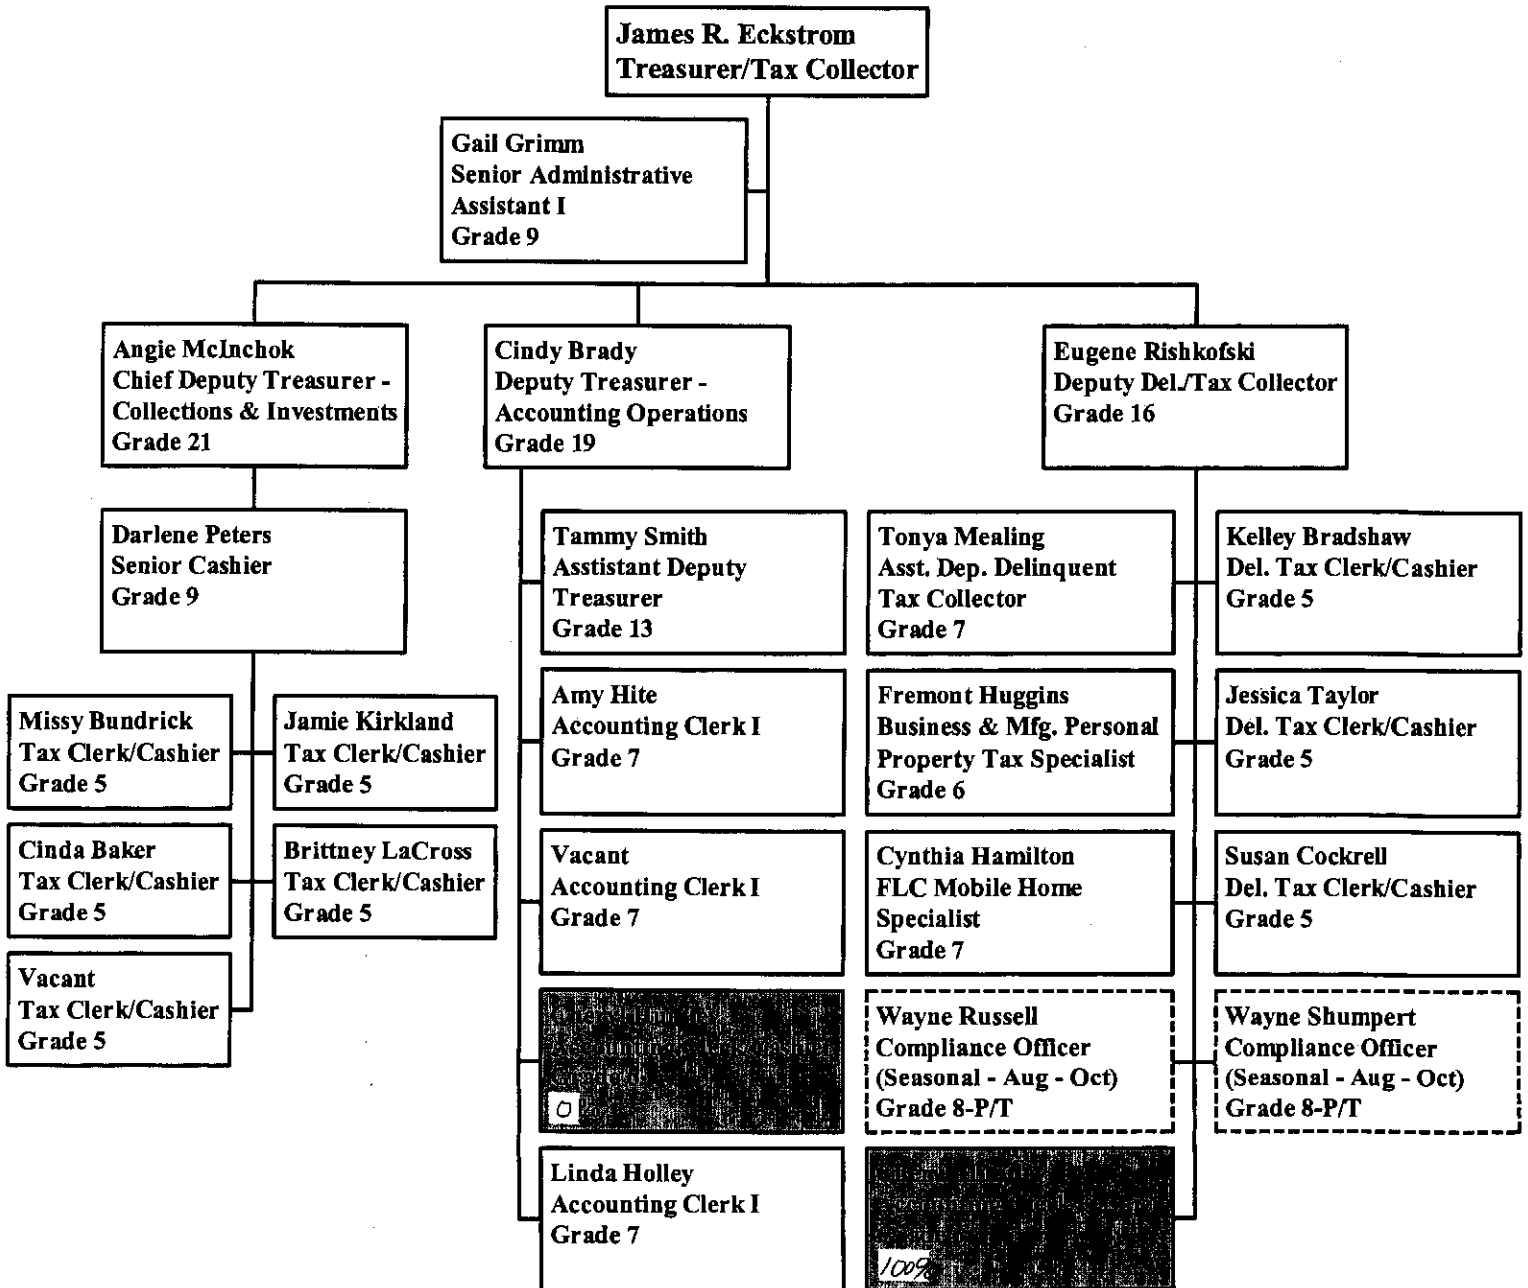 James R. Eckstrom
Treasurer/Tax Collector
Gail Grimm
Senior Administrative
Assistant I
Grade 9
Angie McInchok
Chief Deputy Treasurer -
Collections & Investments
Grade 21
Cindy Brady
Deputy Treasurer -
Accounting Operations
Grade 19
Eugene Rishkofski
Deputy Del./Tax Collector
Grade 16
Darlene Peters
Senior Cashier
Grade 9
Missy Bundrick
Tax Clerk/Cashier
Grade 5
Jamie Kirkland
Tax Clerk/Cashier
Grade 5
Cinda Baker
Tax Clerk/Cashier
Grade 5
Brittney LaCross
Tax Clerk/Cashier
Grade 5
Vacant
Tax Clerk/Cashier
Grade 5
Tammy Smith
Asstistant Deputy
Treasurer
Grade 13
Amy Hite
Accounting Clerk I
Grade 7
Vacant
Accounting Clerk I
Grade 7
0
Linda Holley
Accounting Clerk I
Grade 7
Tonya Mealing
Asst. Dep. Delinquent
Tax Collector
Grade 7
Kelley Bradshaw
Del. Tax Clerk/Cashier
Grade 5
Fremont Huggins
Business & Mfg. Personal
Property Tax Specialist
Grade 6
Jessica Taylor
Del. Tax Clerk/Cashier
Grade 5
Cynthia Hamilton
FLC Mobile Home
Specialist
Grade 7
Susan Cockrell
Del. Tax Clerk/Cashier
Grade 5
Wayne Russell
Compliance Officer
(Seasonal - Aug - Oct)
Grade 8-P/T
Wayne Shumpert
Compliance Officer
(Seasonal - Aug - Oct)
Grade 8-P/T
100%